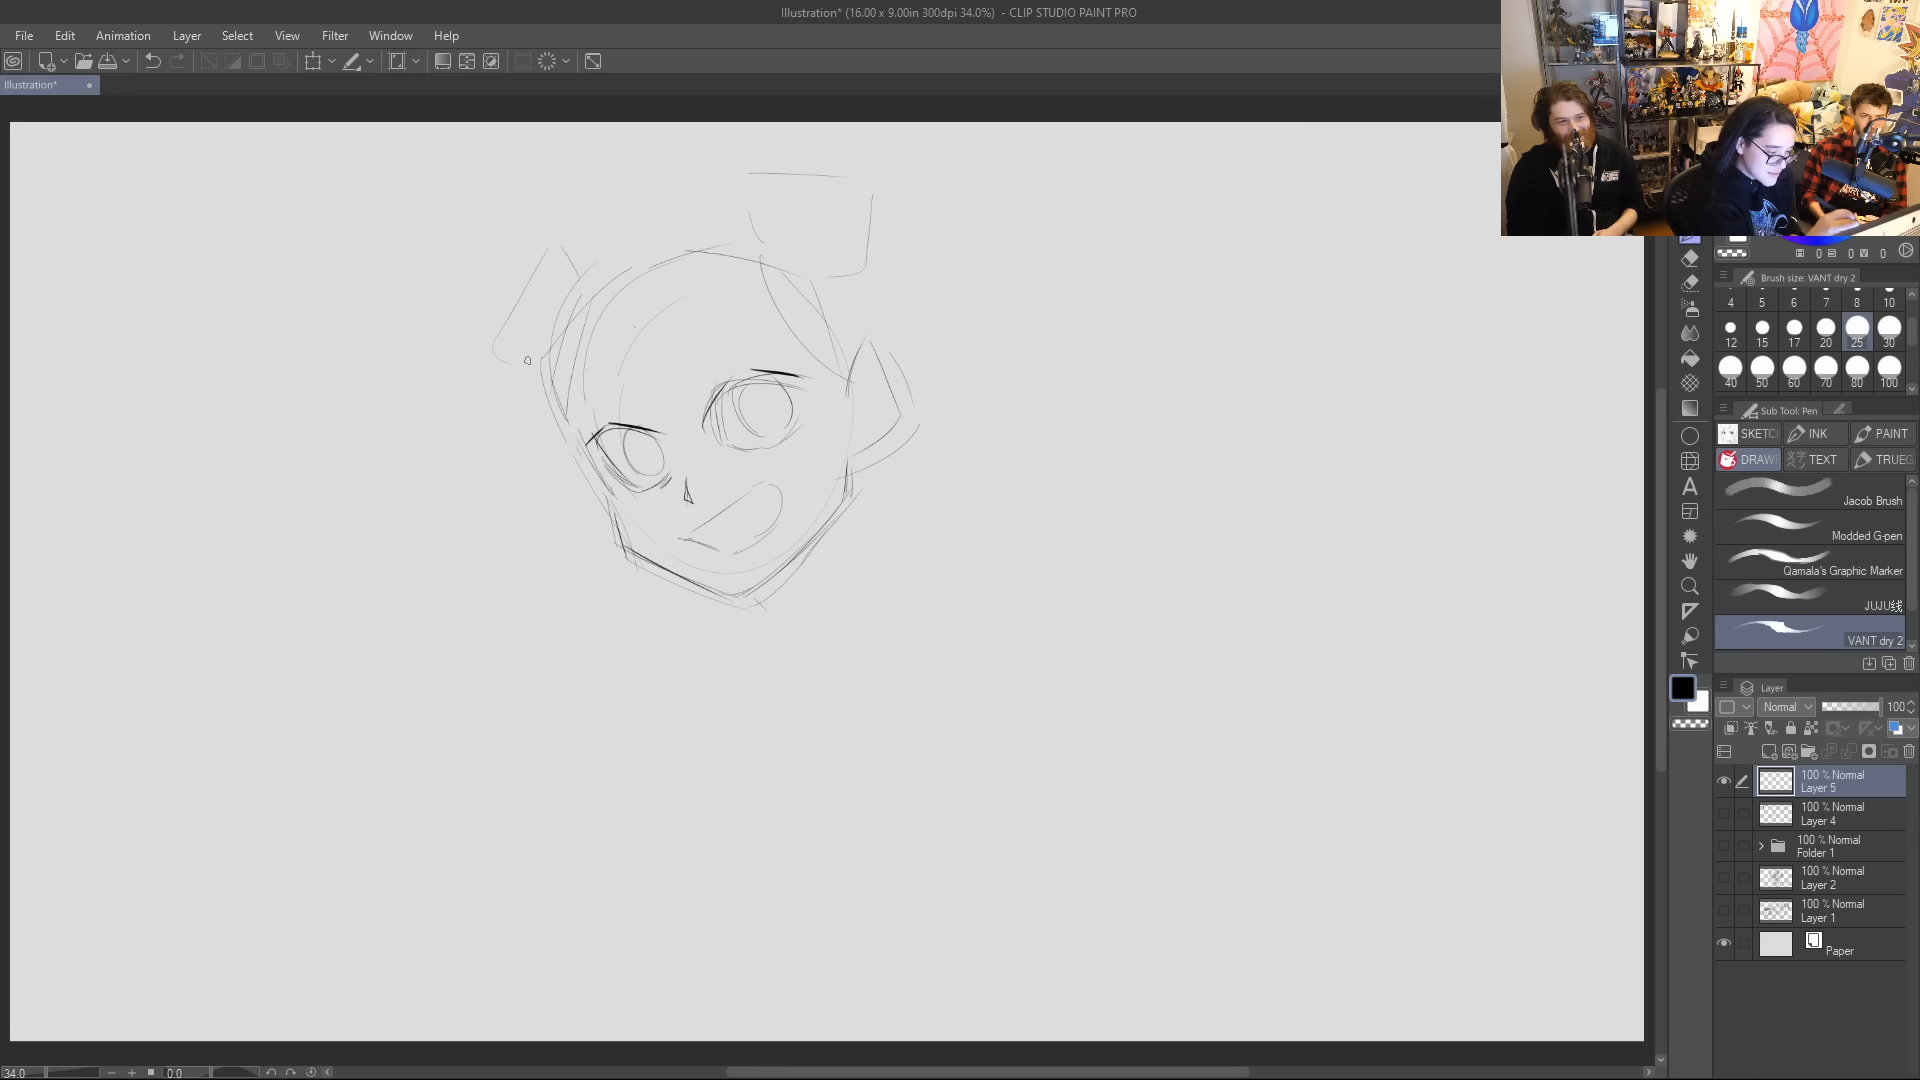 Illustration* (16.00 x 9.00in 300dpi 34.0%) - CLIP STUDIO PAINT PRO
File Edit Animation Layer Select View Filter Window Help
Illustration*
0 0 0
Brush size: VANT dry 2
4 5 6 7 8 10
12 15 17 20 25 30
40 50 60 70 80 100
Sub Tool: Pen
SKETC INK PAINT
DRAW TEXT TRUEG
Jacob Brush
Modded G-pen
Qamala's Graphic Marker
JUJU线
VANT dry 2
Layer
Normal 100
100 % Normal
Layer 5
100 % Normal
Layer 4
100 % Normal
Folder 1
100 % Normal
Layer 2
100 % Normal
Layer 1
Paper
34.0 0.0